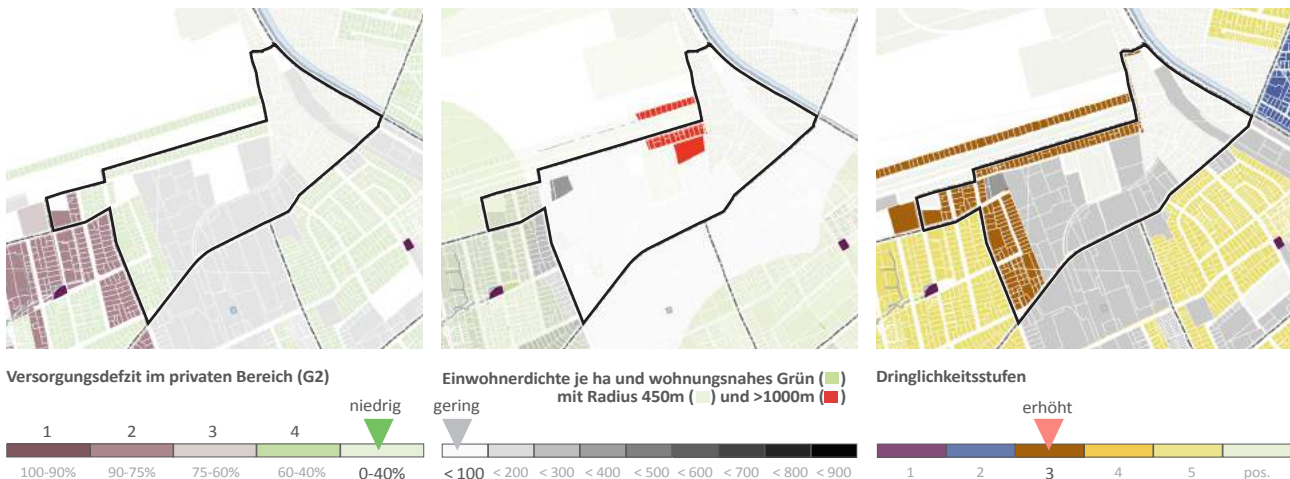 Versorgungsdefzit im privaten Bereich (G2)
niedrig
1 2 3 4
100-90% 90-75% 75-60% 60-40% 0-40%
Einwohnerdichte je ha und wohnungsnahes Grün ( )
mit Radius 450m ( ) und >1000m ( )
gering
< 100 < 200 < 300 < 400 < 500 < 600 < 700 < 800 < 900
Dringlichkeitsstufen
erhöht
1 2 3 4 5 pos.